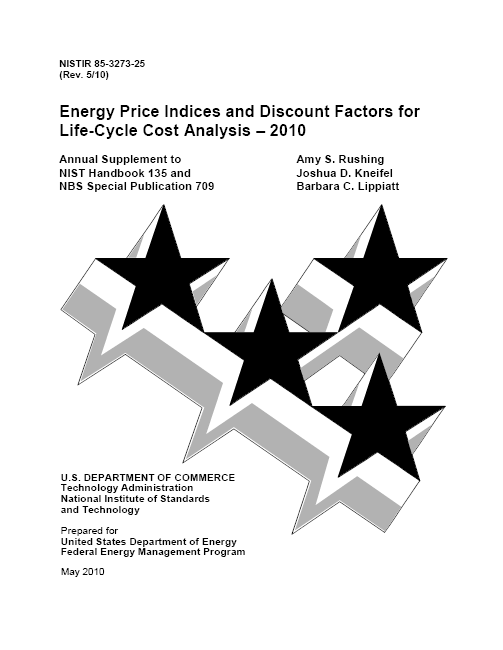 NISTIR 85-3273-25
(Rev. 5/10)
Energy Price Indices and Discount Factors for
Life-Cycle Cost Analysis – 2010
Annual Supplement to
NIST Handbook 135 and
NBS Special Publication 709
Amy S. Rushing
Joshua D. Kneifel
Barbara C. Lippiatt
U.S. DEPARTMENT OF COMMERCE
Technology Administration
National Institute of Standards
and Technology
Prepared for
United States Department of Energy
Federal Energy Management Program
May 2010